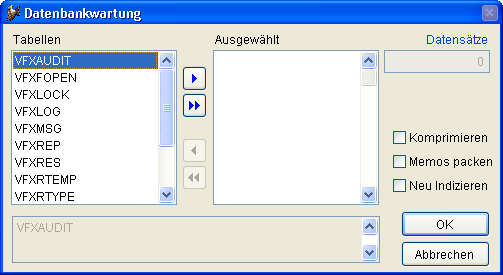 Datenbankwartung
Tabellen
Ausgewählt
Datensätze
VFXAUDIT
VFXFOPEN
VFXLOCK
VFXLOG
VFXMSG
VFXREP
VFXRES
VFXRTEMP
VFXRTYPE
0
Komprimieren
Memos packen
Neu Indizieren
VFXAUDIT
OK
Abbrechen